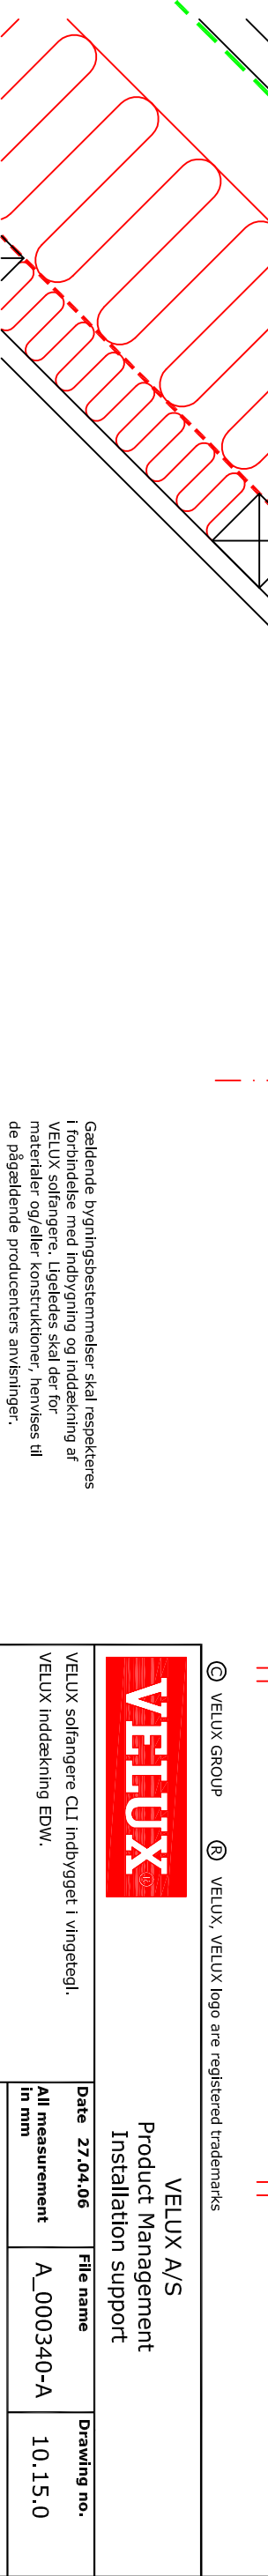 Gældende bygningsbestemmelser skal respekteres
i forbindelse med indbygning og inddækning af
VELUX solfangere. Ligeledes skal der for
materialer og/eller konstruktioner, henvises til
de pågældende producenters anvisninger.
© VELUX GROUP ® VELUX, VELUX logo are registered trademarks
VELUX®
VELUX A/S
Product Management
Installation support
VELUX solfangere CLI indbygget i vingetegl.
VELUX inddækning EDW.
Date 27.04.06
All measurement
in mm
File name
A_000340-A
Drawing no.
10.15.0